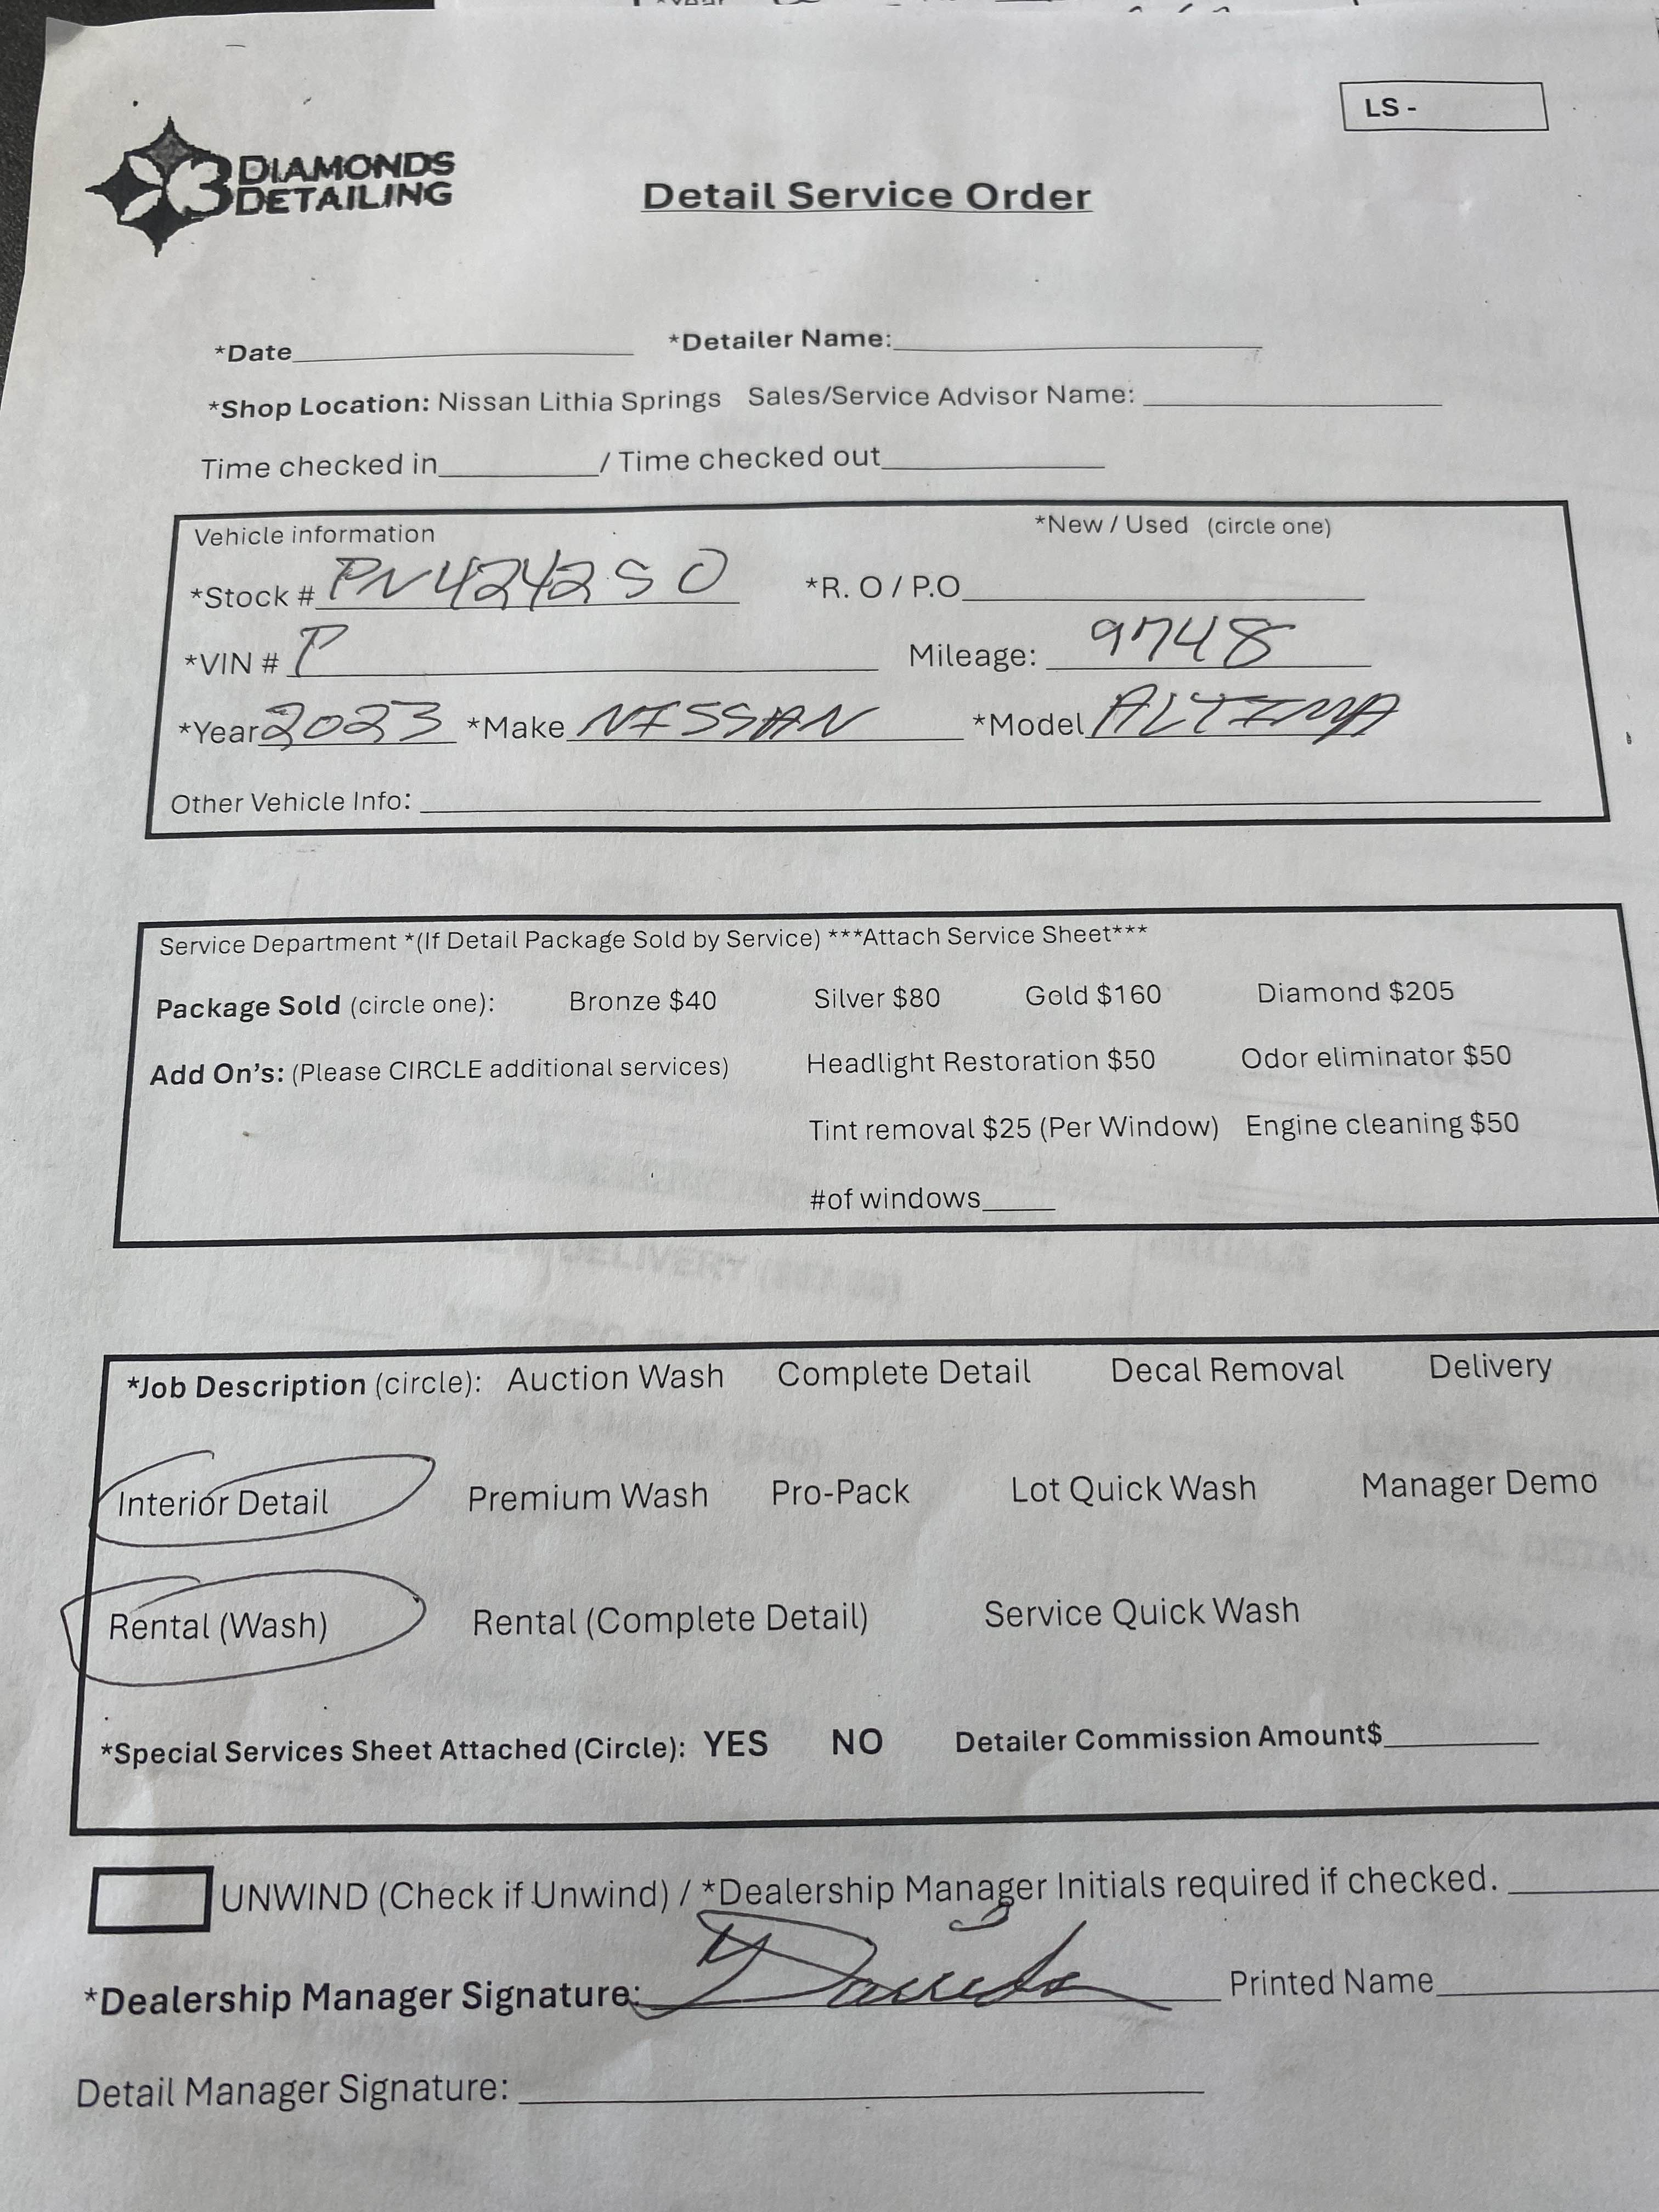 LS -
3 DIAMONDS DETAILING
Detail Service Order
*Date *Detailer Name:
*Shop Location: Nissan Lithia Springs Sales/Service Advisor Name:
Time checked in / Time checked out
Vehicle information *New / Used (circle one)
*Stock # PN424250 *R. O / P.O
*VIN # P Mileage: 9748
*Year 2023 *Make NISSAN *Model ALTIMA
Other Vehicle Info:
Service Department *(If Detail Package Sold by Service) ***Attach Service Sheet***
Package Sold (circle one): Bronze $40 Silver $80 Gold $160 Diamond $205
Add On's: (Please CIRCLE additional services) Headlight Restoration $50 Odor eliminator $50
Tint removal $25 (Per Window) Engine cleaning $50
#of windows
*Job Description (circle): Auction Wash Complete Detail Decal Removal Delivery
Interior Detail Premium Wash Pro-Pack Lot Quick Wash Manager Demo
Rental (Wash) Rental (Complete Detail) Service Quick Wash
*Special Services Sheet Attached (Circle): YES NO Detailer Commission Amount$
UNWIND (Check if Unwind) / *Dealership Manager Initials required if checked.
*Dealership Manager Signature: Printed Name
Detail Manager Signature: